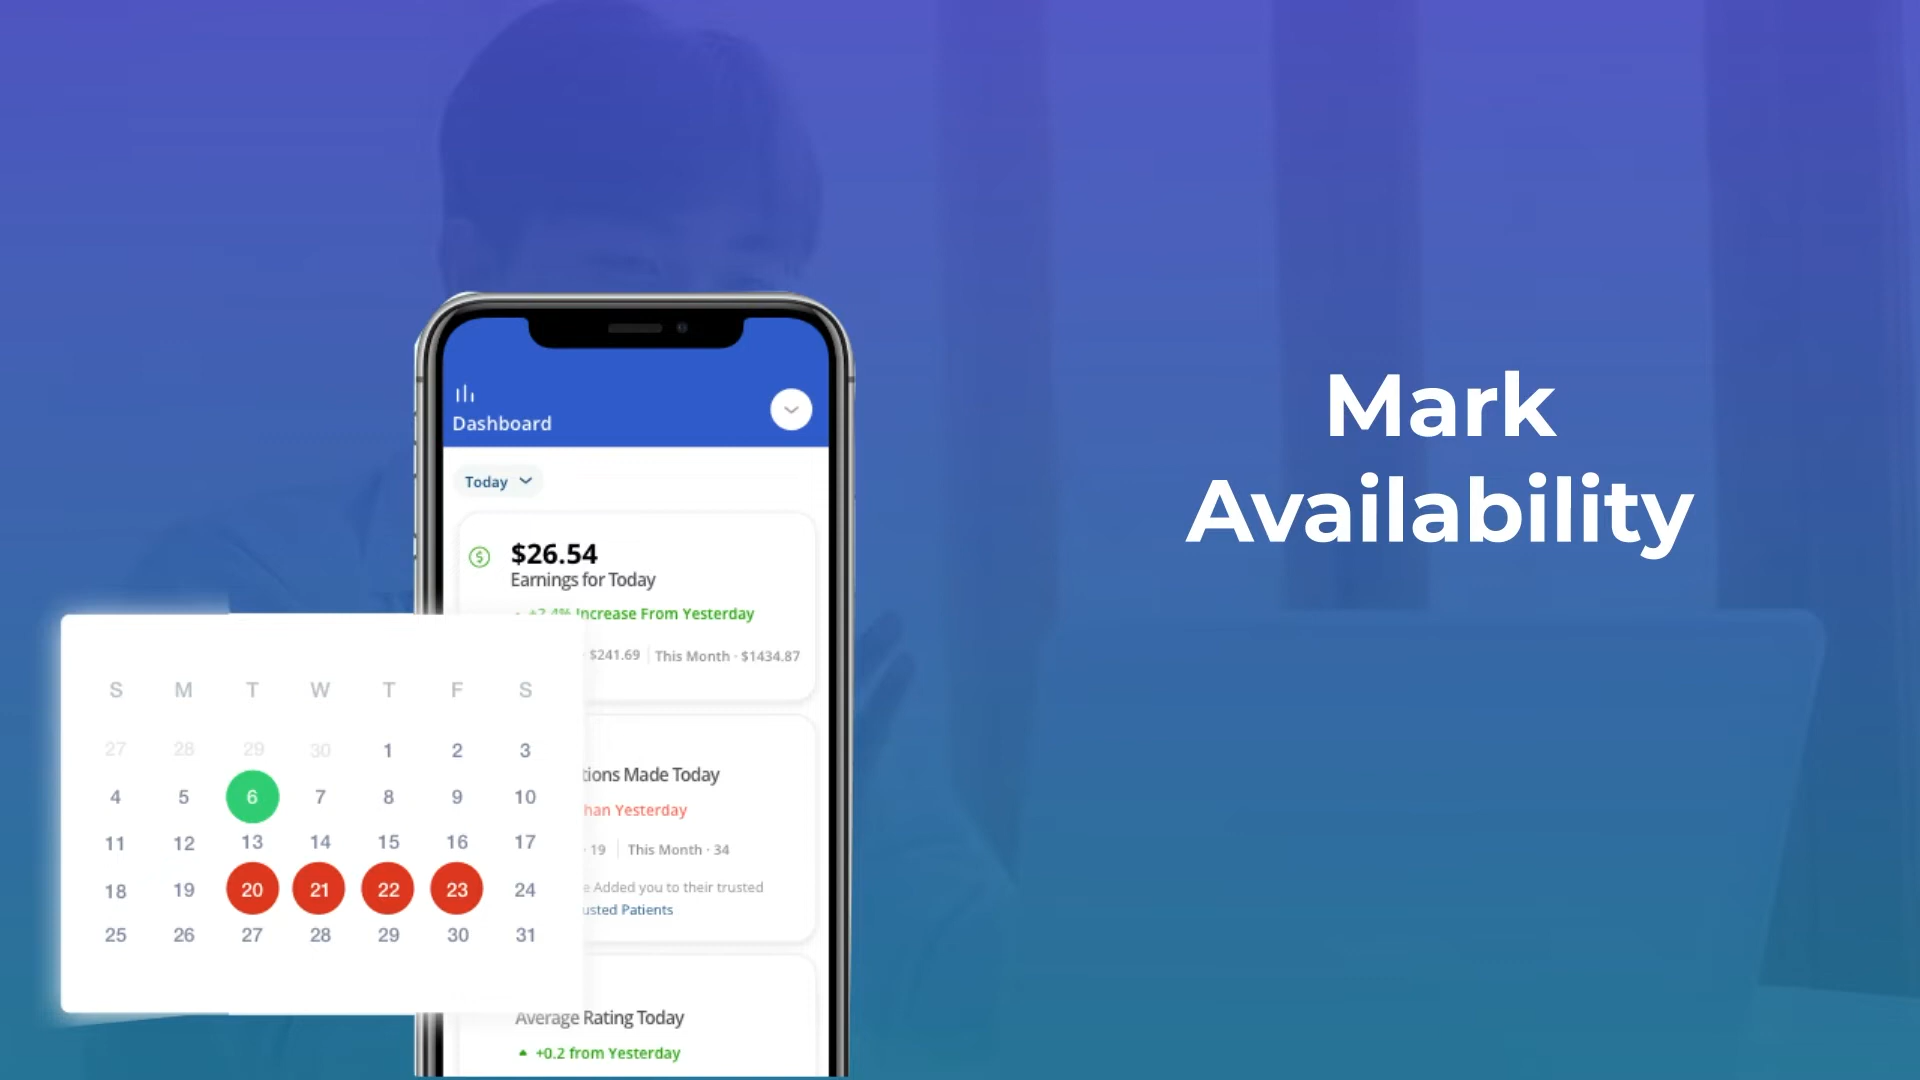 Mark
Availability
Dashboard
Today
$26.54
Earnings for Today
+2.4% Increase From Yesterday
$241.69 | This Month · $1434.87
S M T W T F S
27 28 29 30 1 2 3
4 5 6 7 8 9 10
11 12 13 14 15 16 17
18 19 20 21 22 23 24
25 26 27 28 29 30 31
Made Today
Yesterday
· 19 | This Month · 34
Added you to their trusted
Patients
Average Rating Today
+0.2 from Yesterday